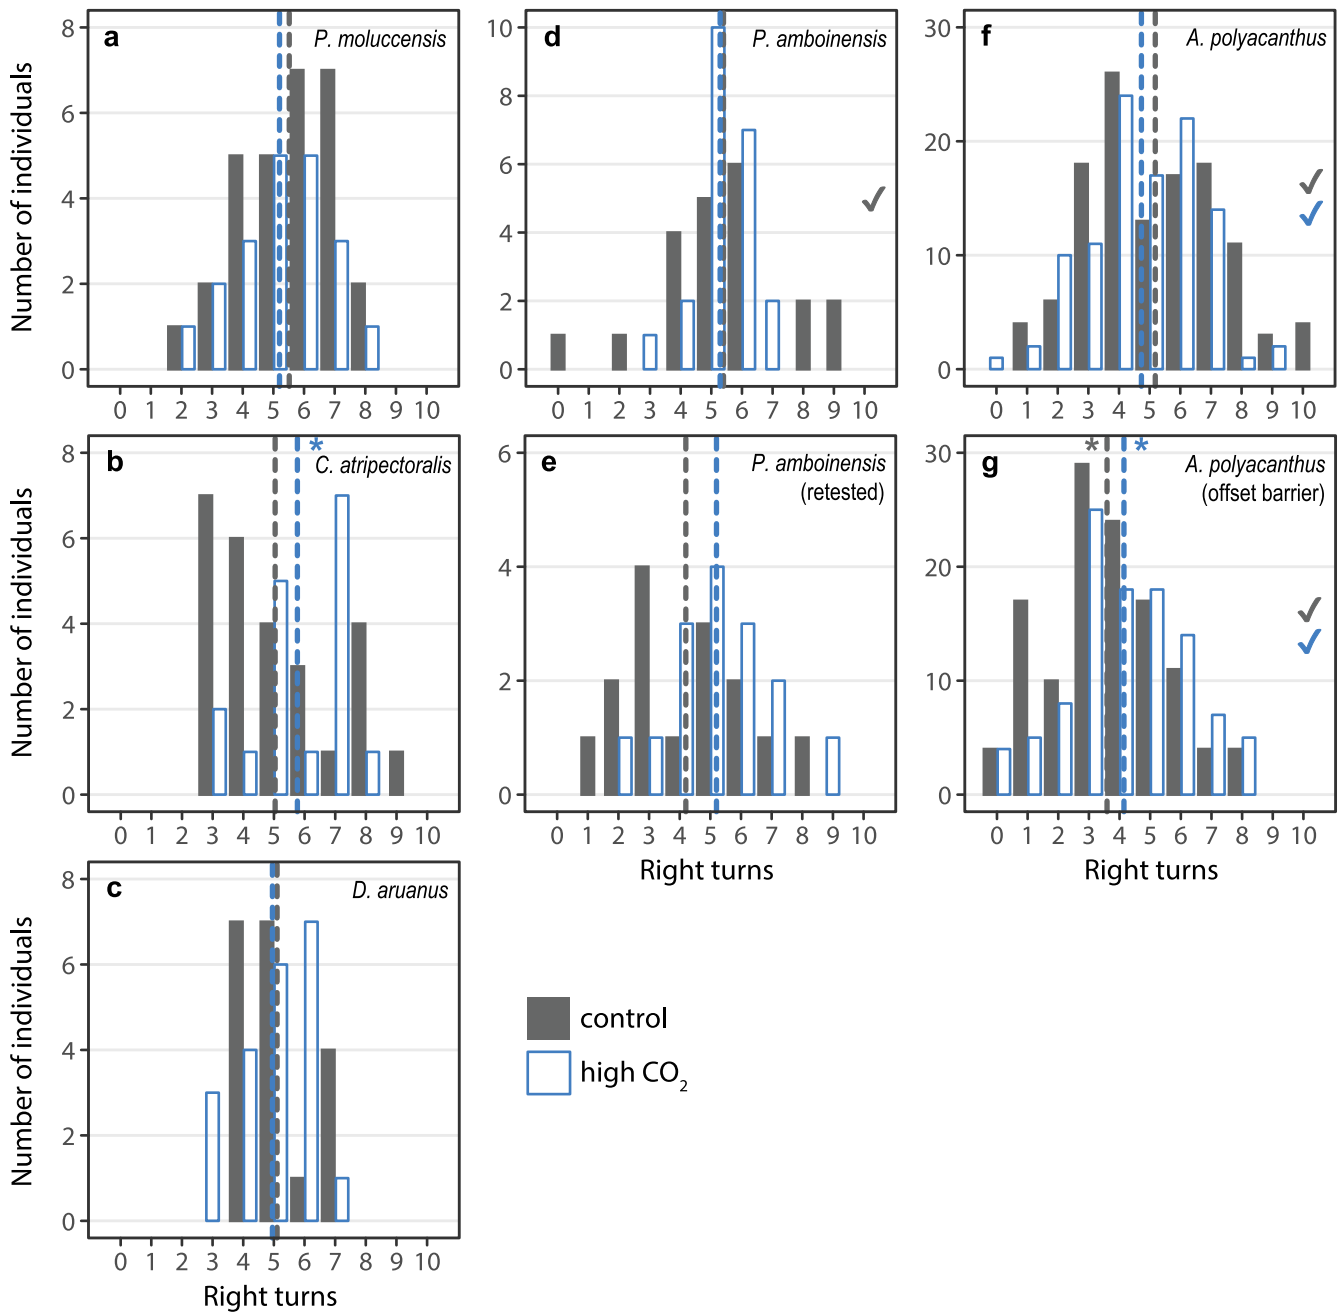 a
P. moluccensis
Number of individuals
8
6
4
2
0
0 1 2 3 4 5 6 7 8 9 10
d
P. amboinensis
10
8
6
4
2
0
0 1 2 3 4 5 6 7 8 9 10
f
A. polyacanthus
30
20
10
0
0 1 2 3 4 5 6 7 8 9 10
b
*
C. atripectoralis
Number of individuals
8
6
4
2
0
0 1 2 3 4 5 6 7 8 9 10
e
P. amboinensis
(retested)
6
4
2
0
0 1 2 3 4 5 6 7 8 9 10
Right turns
g
* *
A. polyacanthus
(offset barrier)
30
20
10
0
0 1 2 3 4 5 6 7 8 9 10
Right turns
c
D. aruanus
Number of individuals
8
6
4
2
0
0 1 2 3 4 5 6 7 8 9 10
Right turns
control
high CO₂